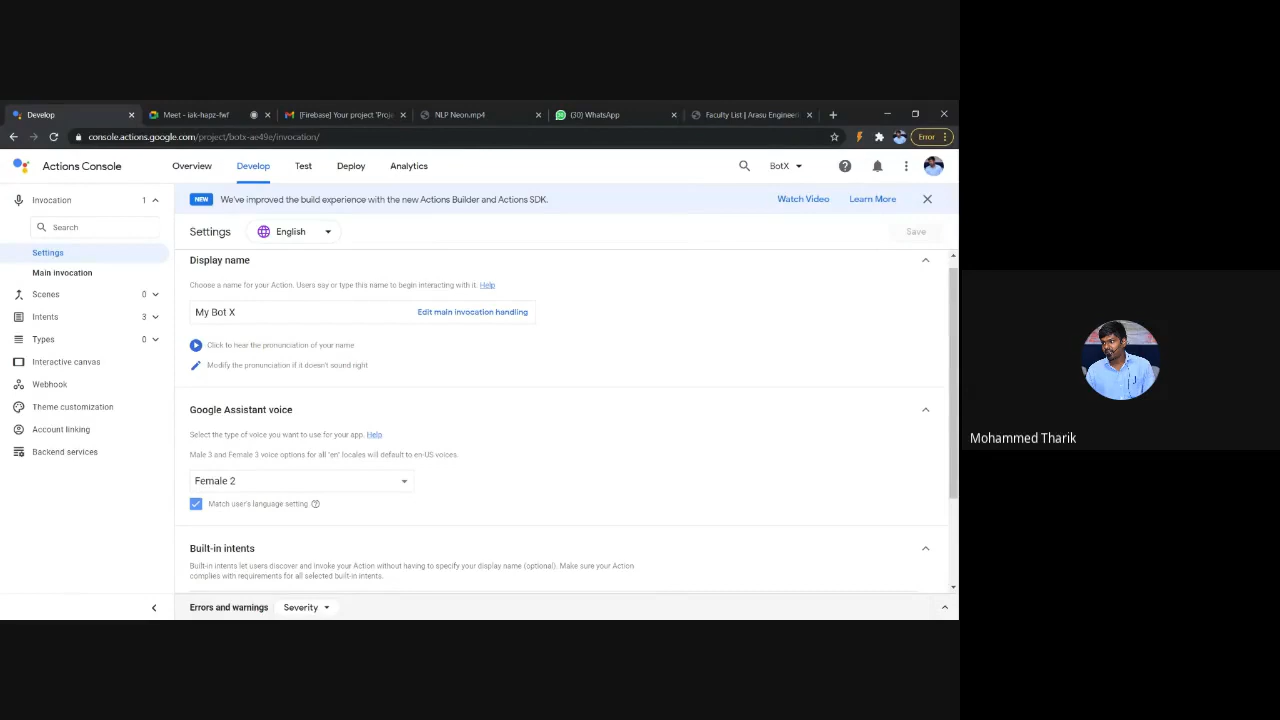 Develop
Meet - iak-hapz-fwf
[Firebase] Your project 'Proje
NLP Neon.mp4
(30) WhatsApp
Faculty List | Arasu Engineeri
console.actions.google.com/project/botx-ae49e/invocation/
Error
Actions Console
Overview
Develop
Test
Deploy
Analytics
BotX
Invocation 1
NEW We've improved the build experience with the new Actions Builder and Actions SDK.
Watch Video
Learn More
Search
Settings
English
Save
Settings
Main invocation
Scenes 0
Intents 3
Types 0
Interactive canvas
Webhook
Theme customization
Account linking
Backend services
Display name
Choose a name for your Action. Users say or type this name to begin interacting with it. Help
My Bot X
Edit main invocation handling
Click to hear the pronunciation of your name
Modify the pronunciation if it doesn't sound right
Google Assistant voice
Select the type of voice you want to use for your app. Help
Male 3 and Female 3 voice options for all "en" locales will default to en-US voices.
Female 2
Match user's language setting
Built-in intents
Built-in intents let users discover and invoke your Action without having to specify your display name (optional). Make sure your Action
complies with requirements for all selected built-in intents.
Errors and warnings
Severity
Mohammed Tharik